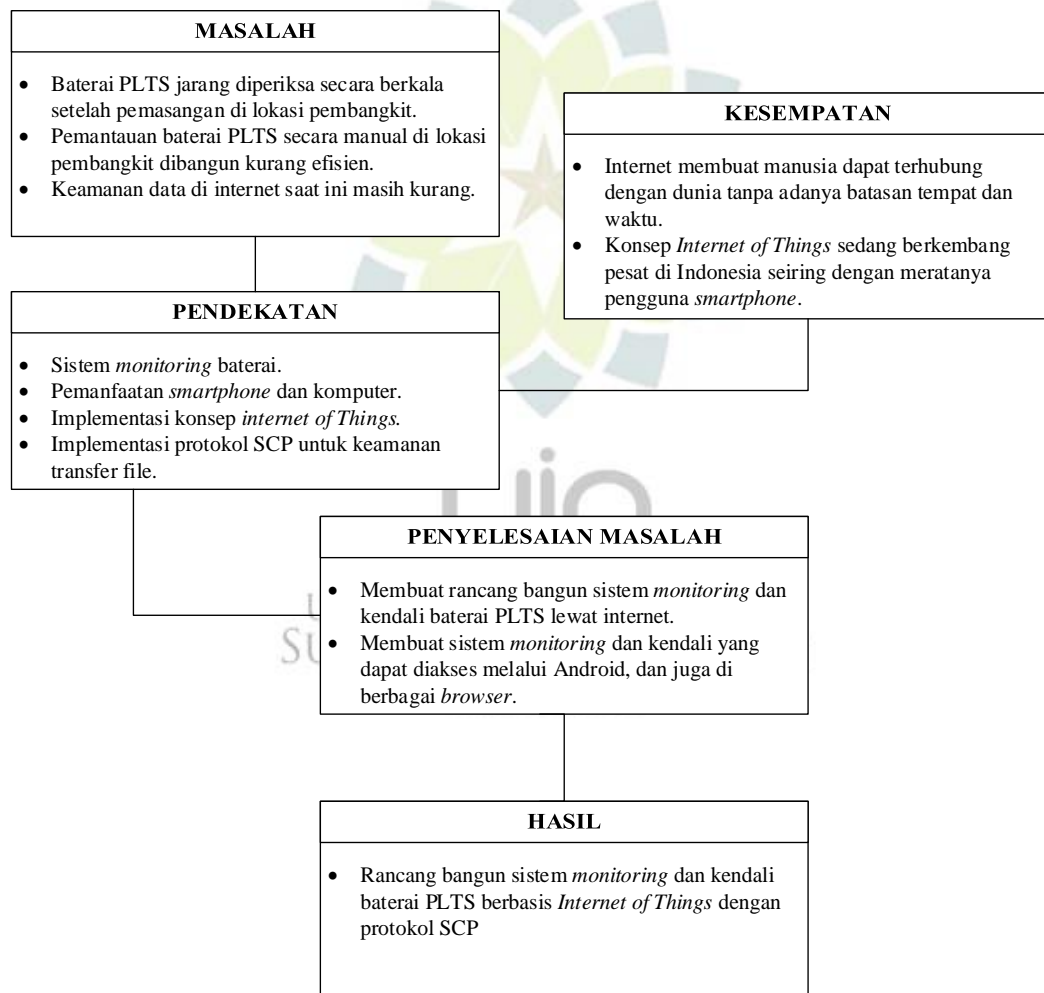 MASALAH
• Baterai PLTS jarang diperiksa secara berkala
setelah pemasangan di lokasi pembangkit.
• Pemantauan baterai PLTS secara manual di lokasi
pembangkit dibangun kurang efisien.
• Keamanan data di internet saat ini masih kurang.
KESEMPATAN
• Internet membuat manusia dapat terhubung
dengan dunia tanpa adanya batasan tempat dan
waktu.
• Konsep Internet of Things sedang berkembang
pesat di Indonesia seiring dengan meratanya
pengguna smartphone.
PENDEKATAN
• Sistem monitoring baterai.
• Pemanfaatan smartphone dan komputer.
• Implementasi konsep internet of Things.
• Implementasi protokol SCP untuk keamanan
transfer file.
PENYELESAIAN MASALAH
• Membuat rancang bangun sistem monitoring dan
kendali baterai PLTS lewat internet.
• Membuat sistem monitoring dan kendali yang
dapat diakses melalui Android, dan juga di
berbagai browser.
HASIL
• Rancang bangun sistem monitoring dan kendali
baterai PLTS berbasis Internet of Things dengan
protokol SCP